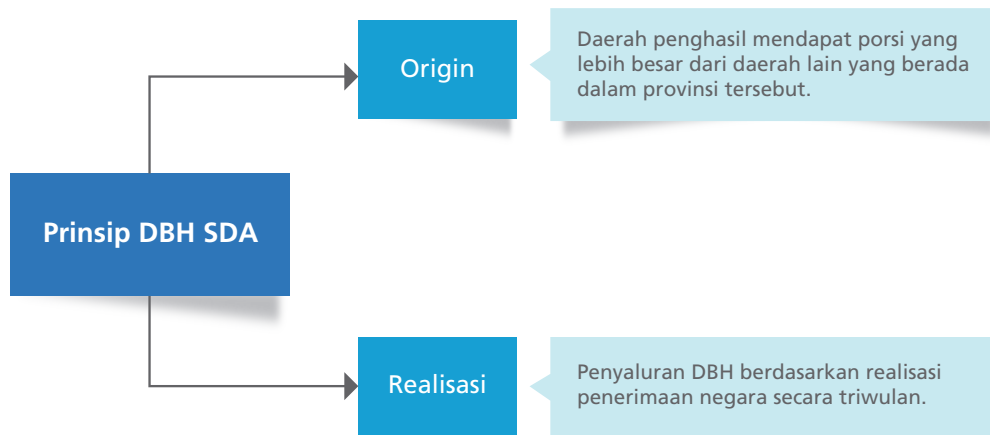 Prinsip DBH SDA
Origin
Daerah penghasil mendapat porsi yang
lebih besar dari daerah lain yang berada
dalam provinsi tersebut.
Realisasi
Penyaluran DBH berdasarkan realisasi
penerimaan negara secara triwulan.